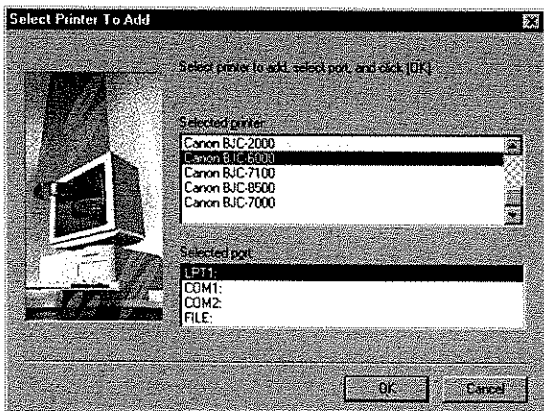 Select Printer To Add
Select printer to add, select port, and click [OK]
Selected printer
Canon BJC-2000
Canon BJC-6000
Canon BJC-7100
Canon BJC-8500
Canon BJC-7000
Selected port
LPT1:
COM1:
COM2:
FILE:
OK
Cancel